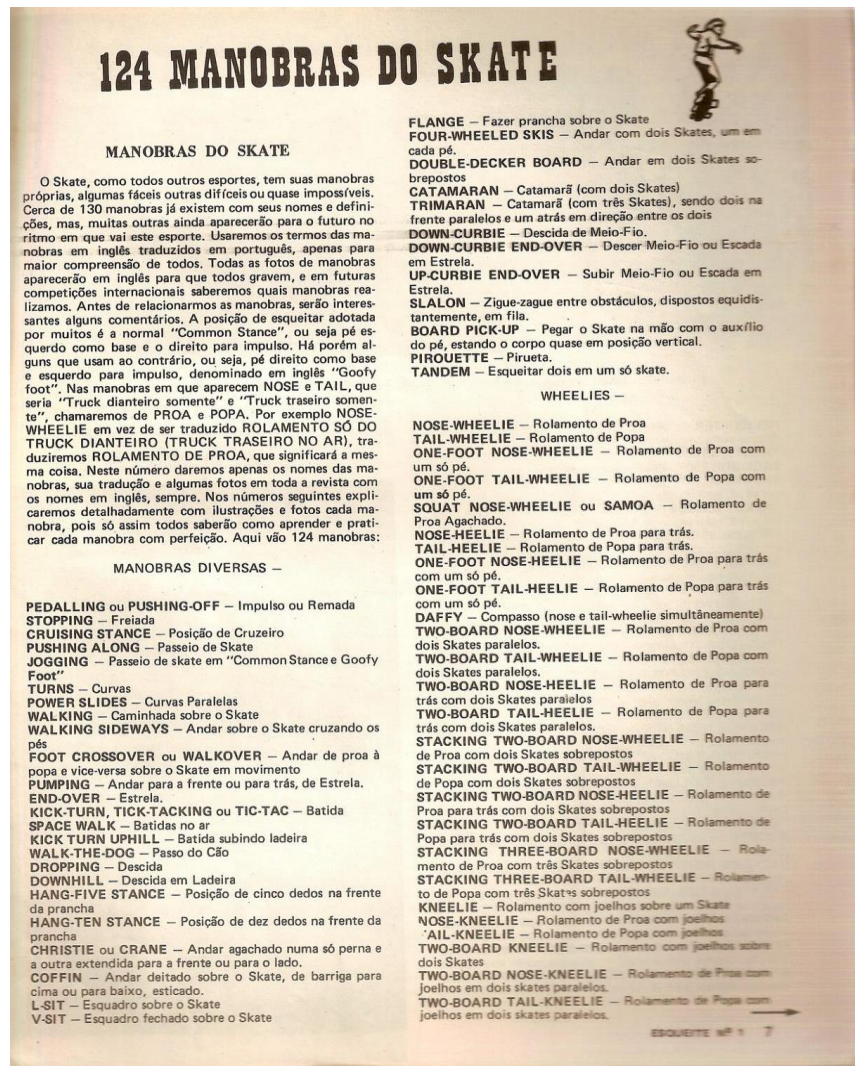 124 MANOBRAS DO SKATE
MANOBRAS DO SKATE
O Skate, como todos outros esportes, tem suas manobras
próprias, algumas fáceis outras difíceis ou quase impossíveis.
Cerca de 130 manobras já existem com seus nomes e defini-
ções, mas, muitas outras ainda aparecerão para o futuro no
ritmo em que vai este esporte. Usaremos os termos das ma-
nobras em inglês traduzidos em português, apenas para
maior compreensão de todos. Todas as fotos de manobras
aparecerão em inglês para que todos gravem, e em futuras
competições internacionais saberemos quais manobras rea-
lizamos. Antes de relacionarmos as manobras, serão interes-
santes alguns comentários. A posição de esqueitar adotada
por muitos é a normal "Common Stance", ou seja pé es-
querdo como base e o direito para impulso. Há porém al-
guns que usam ao contrário, ou seja, pé direito como base
e esquerdo para impulso, denominado em inglês "Goofy
foot". Nas manobras em que aparecem NOSE e TAIL, que
seria "Truck dianteiro somente" e "Truck traseiro somen-
te", chamaremos de PROA e POPA. Por exemplo NOSE-
WHEELIE em vez de ser traduzido ROLAMENTO SÓ DO
TRUCK DIANTEIRO (TRUCK TRASEIRO NO AR), tra-
duziremos ROLAMENTO DE PROA, que significará a mes-
ma coisa. Neste número daremos apenas os nomes das ma-
nobras, sua tradução e algumas fotos em toda a revista com
os nomes em inglês, sempre. Nos números seguintes expli-
caremos detalhadamente com ilustrações e fotos cada ma-
nobra, pois só assim todos saberão como aprender e prati-
car cada manobra com perfeição. Aqui vão 124 manobras:
MANOBRAS DIVERSAS —
PEDALLING ou PUSHING-OFF — Impulso ou Remada
STOPPING — Freiada
CRUISING STANCE — Posição de Cruzeiro
PUSHING ALONG — Passeio de Skate
JOGGING — Passeio de skate em "Common Stance e Goofy
Foot"
TURNS — Curvas
POWER SLIDES — Curvas Paralelas
WALKING — Caminhada sobre o Skate
WALKING SIDEWAYS — Andar sobre o Skate cruzando os
pés
FOOT CROSSOVER ou WALKOVER — Andar de proa à
popa e vice-versa sobre o Skate em movimento
PUMPING — Andar para a frente ou para trás, de Estrela.
END-OVER — Estrela.
KICK-TURN, TICK-TACKING ou TIC-TAC — Batida
SPACE WALK — Batidas no ar
KICK TURN UPHILL — Batida subindo ladeira
WALK-THE-DOG — Passo do Cão
DROPPING — Descida
DOWNHILL — Descida em Ladeira
HANG-FIVE STANCE — Posição de cinco dedos na frente
da prancha
HANG-TEN STANCE — Posição de dez dedos na frente da
prancha
CHRISTIE ou CRANE — Andar agachado numa só perna e
a outra extendida para a frente ou para o lado.
COFFIN — Andar deitado sobre o Skate, de barriga para
cima ou para baixo, esticado.
L-SIT — Esquadro sobre o Skate
V-SIT — Esquadro fechado sobre o Skate
FLANGE — Fazer prancha sobre o Skate
FOUR-WHEELED SKIS — Andar com dois Skates, um em
cada pé.
DOUBLE-DECKER BOARD — Andar em dois Skates so-
brepostos
CATAMARAN — Catamarã (com dois Skates)
TRIMARAN — Catamarã (com três Skates), sendo dois na
frente paralelos e um atrás em direção entre os dois
DOWN-CURBIE — Descida de Meio-Fio.
DOWN-CURBIE END-OVER — Descer Meio-Fio ou Escada
em Estrela.
UP-CURBIE END-OVER — Subir Meio-Fio ou Escada em
Estrela.
SLALON — Zigue-zague entre obstáculos, dispostos equidis-
tantemente, em fila.
BOARD PICK-UP — Pegar o Skate na mão com o auxílio
do pé, estando o corpo quase em posição vertical.
PIROUETTE — Pirueta.
TANDEM — Esqueitar dois em um só skate.
WHEELIES —
NOSE-WHEELIE — Rolamento de Proa
TAIL-WHEELIE — Rolamento de Popa
ONE-FOOT NOSE-WHEELIE — Rolamento de Proa com
um só pé.
ONE-FOOT TAIL-WHEELIE — Rolamento de Popa com
um só pé.
SQUAT NOSE-WHEELIE ou SAMOA — Rolamento de
Proa Agachado.
NOSE-HEELIE — Rolamento de Proa para trás.
TAIL-HEELIE — Rolamento de Popa para trás.
ONE-FOOT NOSE-HEELIE — Rolamento de Proa para trás
com um só pé.
ONE-FOOT TAIL-HEELIE — Rolamento de Popa para trás
com um só pé.
DAFFY — Compasso (nose e tail-wheelie simultâneamente)
TWO-BOARD NOSE-WHEELIE — Rolamento de Proa com
dois Skates paralelos.
TWO-BOARD TAIL-WHEELIE — Rolamento de Popa com
dois Skates paralelos.
TWO-BOARD NOSE-HEELIE — Rolamento de Proa para
trás com dois Skates paralelos
TWO-BOARD TAIL-HEELIE — Rolamento de Popa para
trás com dois Skates paralelos.
STACKING TWO-BOARD NOSE-WHEELIE — Rolamento
de Proa com dois Skates sobrepostos
STACKING TWO-BOARD TAIL-WHEELIE — Rolamento
de Popa com dois Skates sobrepostos
STACKING TWO-BOARD NOSE-HEELIE — Rolamento de
Proa para trás com dois Skates sobrepostos
STACKING TWO-BOARD TAIL-HEELIE — Rolamento de
Popa para trás com dois Skates sobrepostos
STACKING THREE-BOARD NOSE-WHEELIE — Rola-
mento de Proa com três Skates sobrepostos
STACKING THREE-BOARD TAIL-WHEELIE — Rolamen-
to de Popa com três Skates sobrepostos
KNEELIE — Rolamento com joelhos sobre um Skate
NOSE-KNEELIE — Rolamento de Proa com joelhos
'AIL-KNEELIE — Rolamento de Popa com joelhos
TWO-BOARD KNEELIE — Rolamento com joelhos sobre
dois Skates
TWO-BOARD NOSE-KNEELIE — Rolamento de Proa com
Joelhos em dois skates paralelos.
TWO-BOARD TAIL-KNEELIE — Rolamento de Popa com
joelhos em dois skates paralelos.
ESQUEITE Nº 1 7